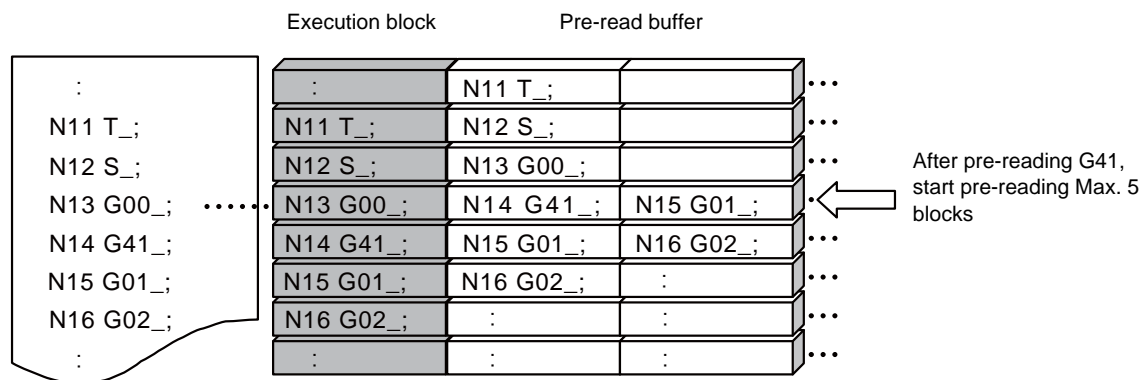 Execution block Pre-read buffer
:
N11 T_;
N12 S_;
N13 G00_; ······
N14 G41_;
N15 G01_;
N16 G02_;
:
: N11 T_; ···
N11 T_; N12 S_; ···
N12 S_; N13 G00_; ···
N13 G00_; N14 G41_; N15 G01_; ·
N14 G41_; N15 G01_; N16 G02_; ···
N15 G01_; N16 G02_; : ···
N16 G02_; : : ···
: : : ···
After pre-reading G41,
start pre-reading Max. 5
blocks